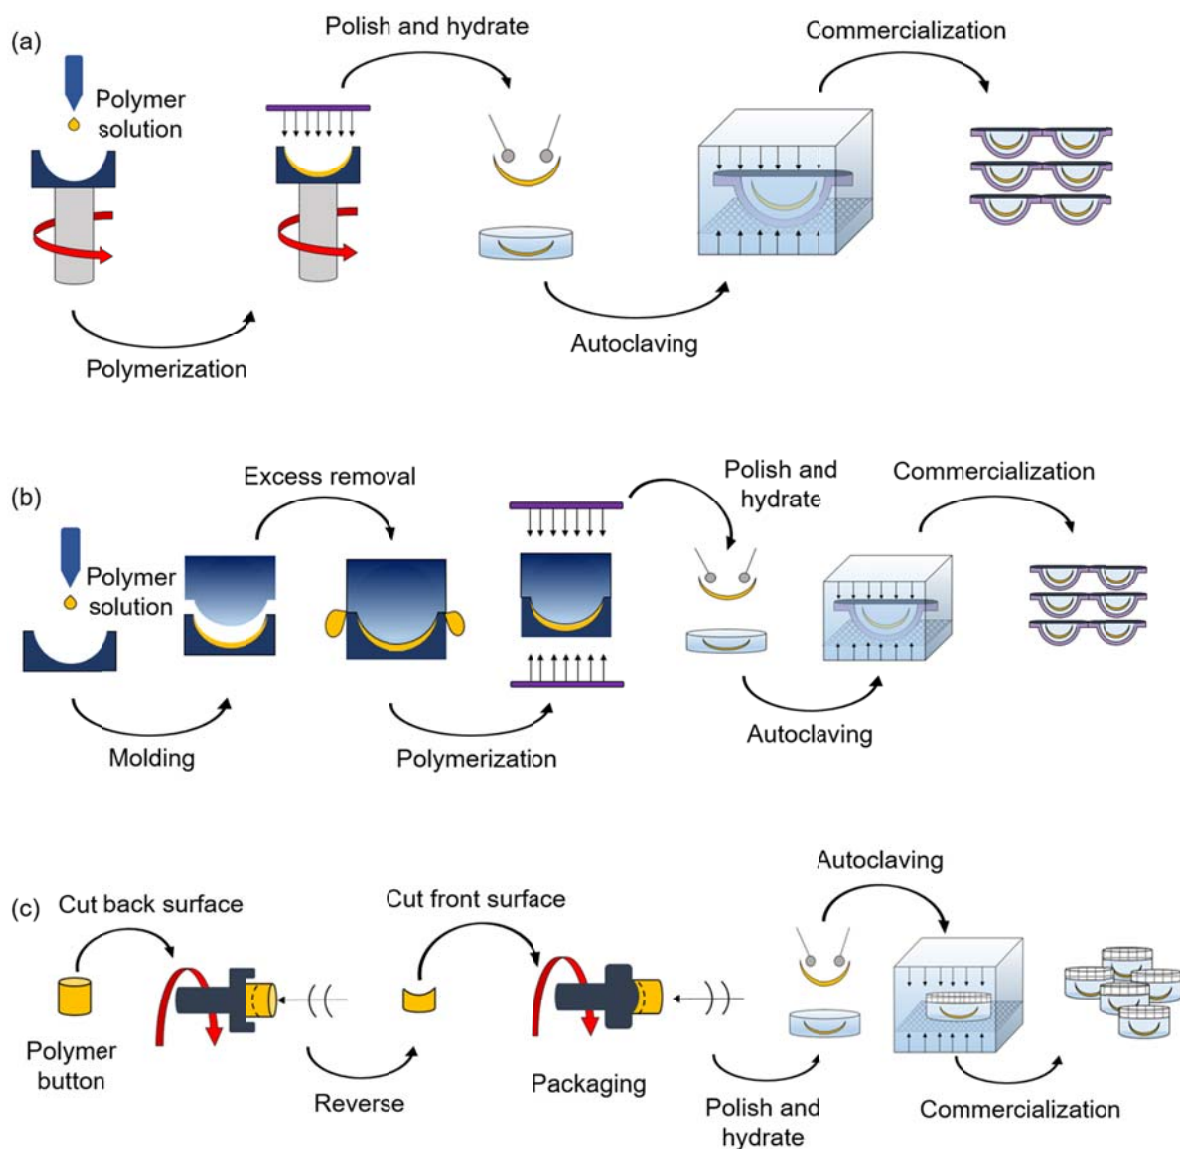 (a)
Polish and hydrate
Commercialization
Polymer
solution
Polymerization
Autoclaving
(b)
Excess removal
Polish and
hydrate
Commercialization
Polymer
solution
Molding
Polymerization
Autoclaving
(c)
Cut back surface
Cut front surface
Autoclaving
Polymer
button
Reverse
Packaging
Polish and
hydrate
Commercialization